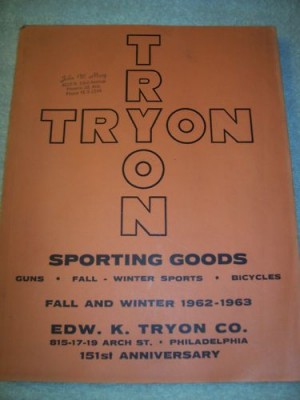 TRYON
TRYON
SPORTING GOODS
GUNS • FALL - WINTER SPORTS • BICYCLES
FALL AND WINTER 1962-1963
EDW. K. TRYON CO.
815-17-19 ARCH ST. • PHILADELPHIA
151st ANNIVERSARY